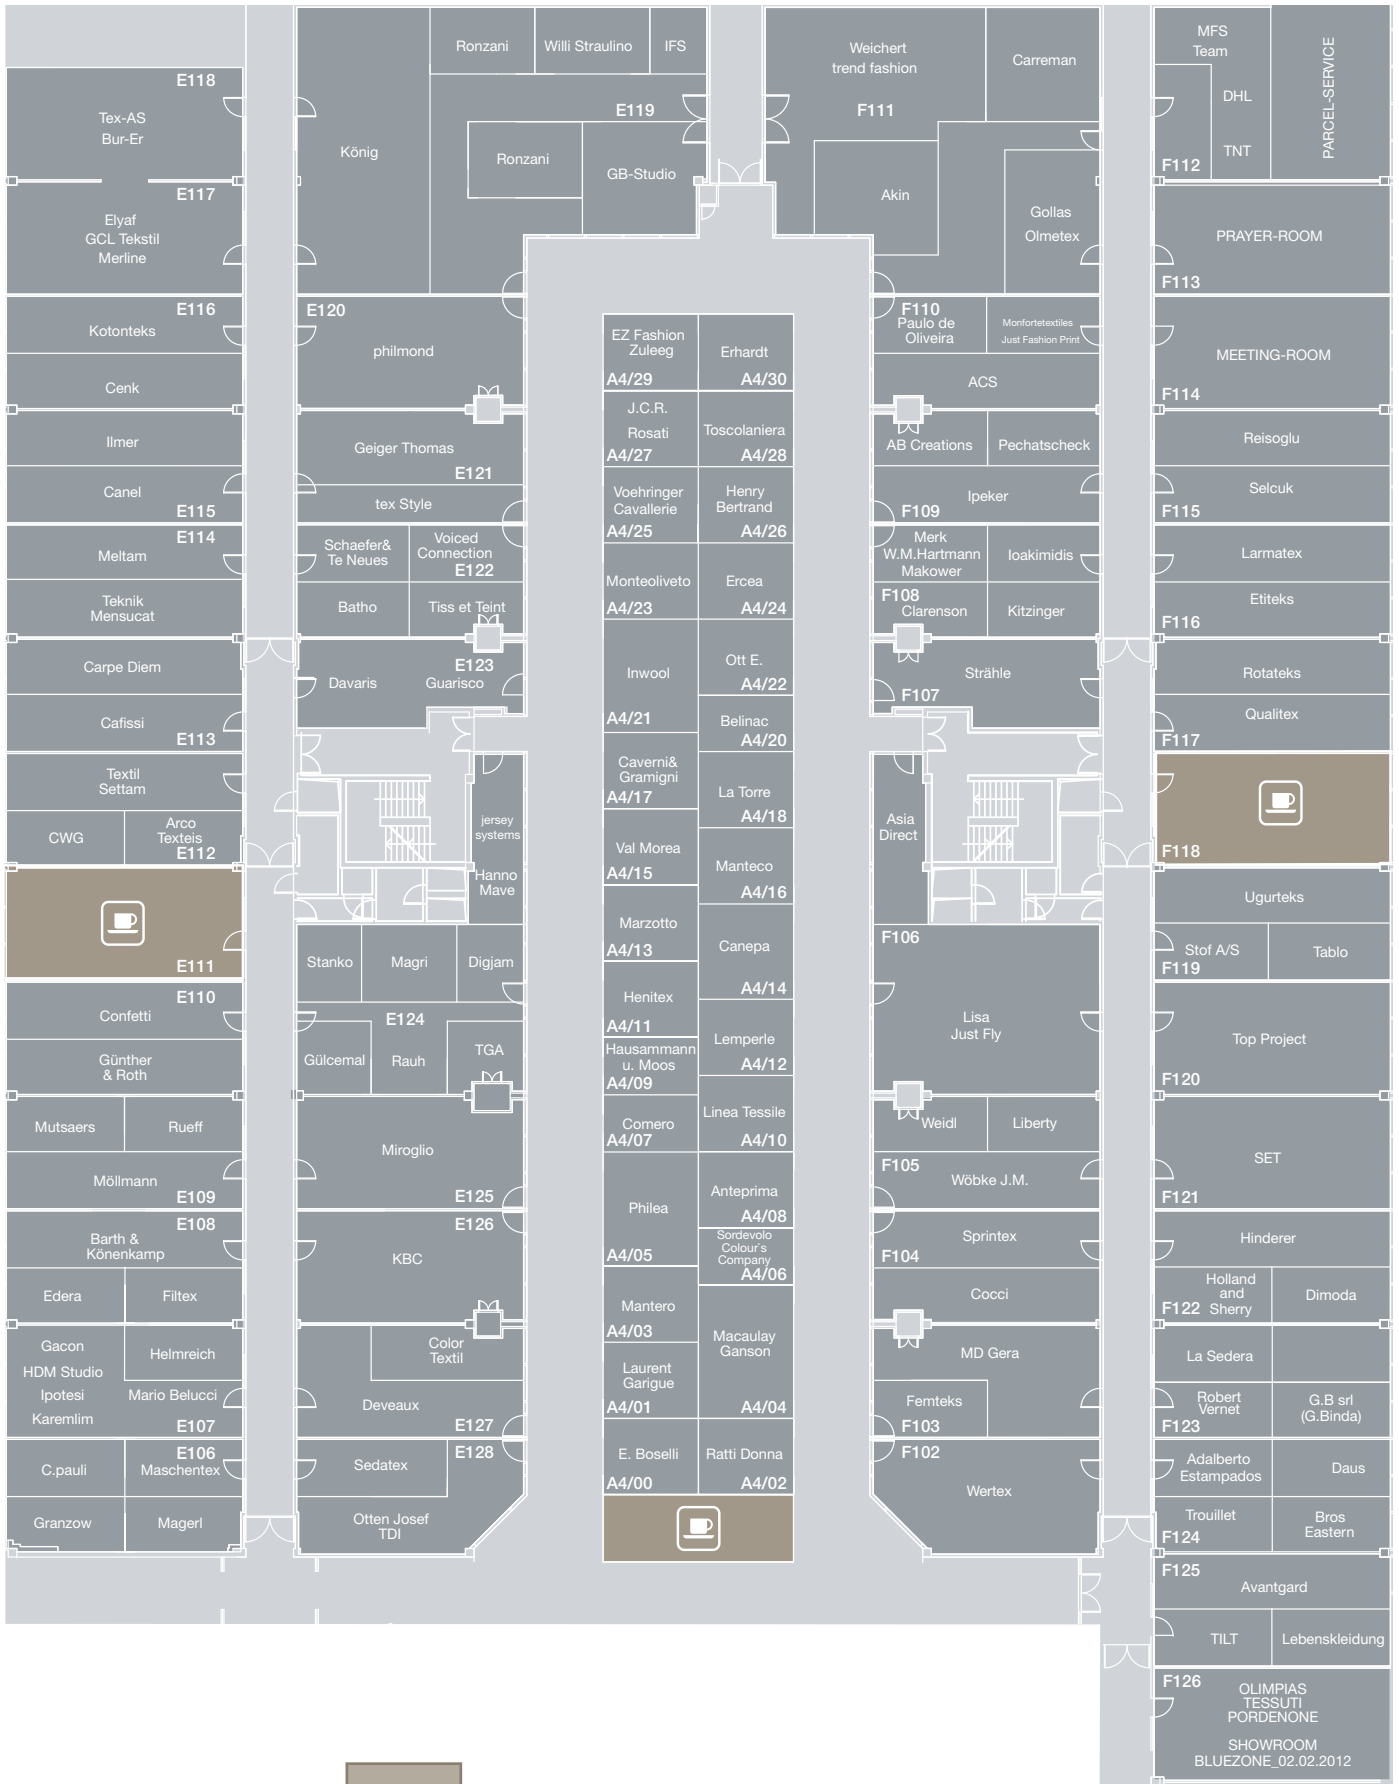 E118
Tex-AS
Bur-Er
E117
Elyaf
GCL Tekstil
Merline
E116
Kotonteks
Cenk
Ilmer
Canel
E115
E114
Meltam
Teknik
Mensucat
Carpe Diem
Cafissi
E113
Textil
Settam
CWG
Arco
Texteis
E112
E111
E110
Confetti
Günther
& Roth
Mutsaers
Rueff
Möllmann
E109
E108
Barth &
Könenkamp
Edera
Filtex
Gacon
HDM Studio
Ipotesi
Karemlim
Helmreich
Mario Belucci
E107
E106
C.pauli
Maschentex
Granzow
Magerl
König
Ronzani
Willi Straulino
IFS
E119
Ronzani
GB-Studio
E120
philmond
Geiger Thomas
E121
tex Style
Schaefer&
Te Neues
Voiced
Connection
E122
Batho
Tiss et Teint
E123
Davaris
Guarisco
jersey
systems
Hanno
Mave
Stanko
Magri
Digjam
E124
Gülcemal
Rauh
TGA
Miroglio
E125
E126
KBC
Color
Textil
Deveaux
E127
E128
Sedatex
Otten Josef
TDI
EZ Fashion
Zuleeg
A4/29
Erhardt
A4/30
J.C.R.
Rosati
A4/27
Toscolaniera
A4/28
Voehringer
Cavallerie
A4/25
Henry
Bertrand
A4/26
Monteoliveto
A4/23
Ercea
A4/24
Inwool
A4/21
Ott E.
A4/22
Belinac
A4/20
Caverni&
Gramigni
A4/17
La Torre
A4/18
Val Morea
A4/15
Manteco
A4/16
Marzotto
A4/13
Canepa
A4/14
Henitex
A4/11
Lemperle
A4/12
Hausammann
u. Moos
A4/09
Linea Tessile
A4/10
Comero
A4/07
Anteprima
A4/08
Philea
A4/05
Sordevolo
Colour's
Company
A4/06
Mantero
A4/03
Macaulay
Ganson
A4/04
Laurent
Garigue
A4/01
E. Boselli
A4/00
Ratti Donna
A4/02
Weichert
trend fashion
F111
Carreman
Akin
Gollas
Olmetex
F110
Paulo de
Oliveira
Monfortetextiles
Just Fashion Print
ACS
AB Creations
Pechatscheck
Ipeker
F109
Merk
W.M.Hartmann
Makower
Ioakimidis
F108
Clarenson
Kitzinger
Strähle
F107
Asia
Direct
F106
Lisa
Just Fly
Weidl
Liberty
F105
Wöbke J.M.
Sprintex
F104
Cocci
MD Gera
Femteks
F103
F102
Wertex
MFS
Team
DHL
TNT
F112
PARCEL-SERVICE
PRAYER-ROOM
F113
MEETING-ROOM
F114
Reisoglu
Selcuk
F115
Larmatex
Etiteks
F116
Rotateks
Qualitex
F117
F118
Ugurteks
Stof A/S
F119
Tablo
Top Project
F120
SET
F121
Hinderer
Holland
and
Sherry
F122
Dimoda
La Sedera
Robert
Vernet
F123
G.B srl
(G.Binda)
Adalberto
Estampados
Daus
Trouillet
F124
Bros
Eastern
F125
Avantgard
TILT
Lebenskleidung
F126
OLIMPIAS
TESSUTI
PORDENONE
SHOWROOM
BLUEZONE_02.02.2012